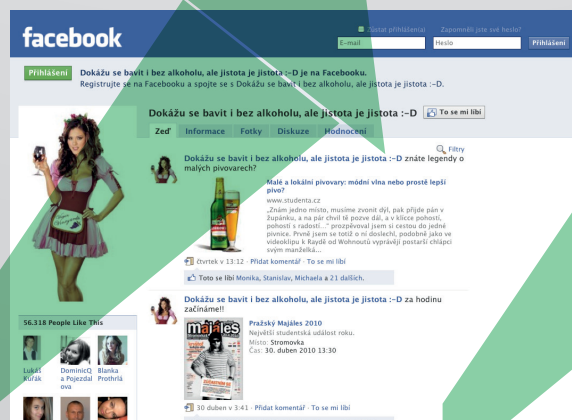 facebook
Zůstat přihlášen(a)
Zapomněli jste své heslo?
E-mail
Heslo
Přihlášení
Přihlášení
Dokážu se bavit i bez alkoholu, ale jistota je jistota :-D je na Facebooku.
Registrujte se na Facebooku a spojte se s Dokážu se bavit i bez alkoholu, ale jistota je jistota :-D.
Dokážu se bavit i bez alkoholu, ale jistota je jistota :-D
To se mi líbí
Zeď Informace Fotky Diskuze Hodnocení
Filtry
Dokážu se bavit i bez alkoholu, ale jistota je jistota :-D znáte legendy o
malých pivovarech?
Malé a lokální pivovary: módní vlna nebo prostě lepší
pivo?
www.studenta.cz
„Znám jedno místo, musíme zvonit dýl, pak přijde pán v
županku, a na pár chvil tě pozve dál, a v klícce pohostí,
pohostí s radostí...“ prozpěvoval jsem si cestou do jedné
pivnice. Prvně jsem se totiž o ní doslechl, podobně jako ve
videoklipu k Raydě od Wohnoutů vyprávějí postarší chlápci
svým manželká...
čtvrtek v 13:12 · Přidat komentář · To se mi líbí
Toto se líbí Monika, Stanislav, Michaela a 21 dalších.
Dokážu se bavit i bez alkoholu, ale jistota je jistota :-D za hodinu
začínáme!!
majáles
Pražský Majáles 2010
Největší studentská událost roku.
Místo: Stromovka
Čas: 30. duben 2010 13:30
30 duben v 3:41 · Přidat komentář · To se mi líbí
56.318 People Like This
Lukáš
Kuřák
DominicQ
a Pojezdal
ova
Blanka
Prothrlá